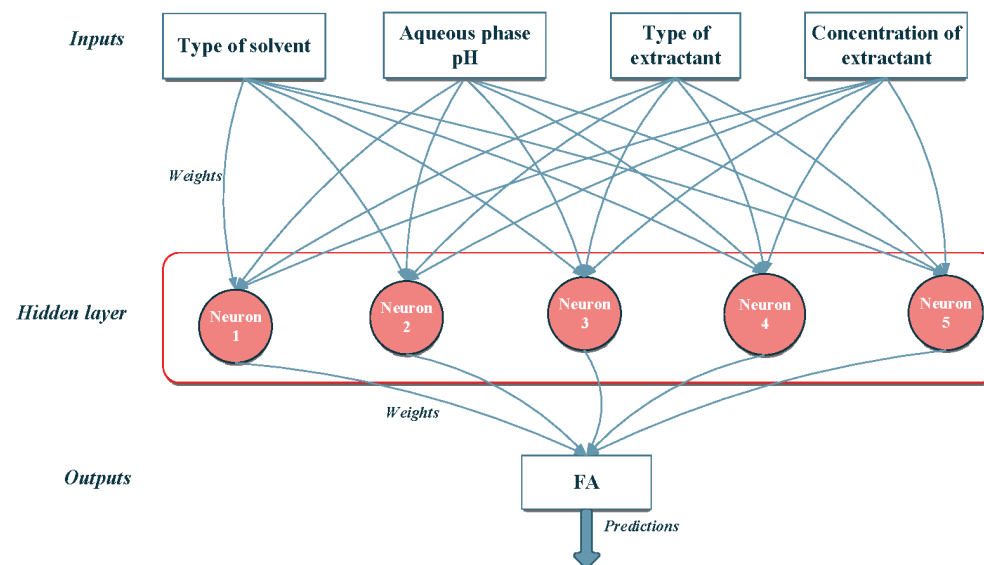 Inputs
Type of solvent
Aqueous phase
pH
Type of
extractant
Concentration of
extractant
Weights
Hidden layer
Neuron
1
Neuron
2
Neuron
3
Neuron
4
Neuron
5
Weights
Outputs
FA
Predictions